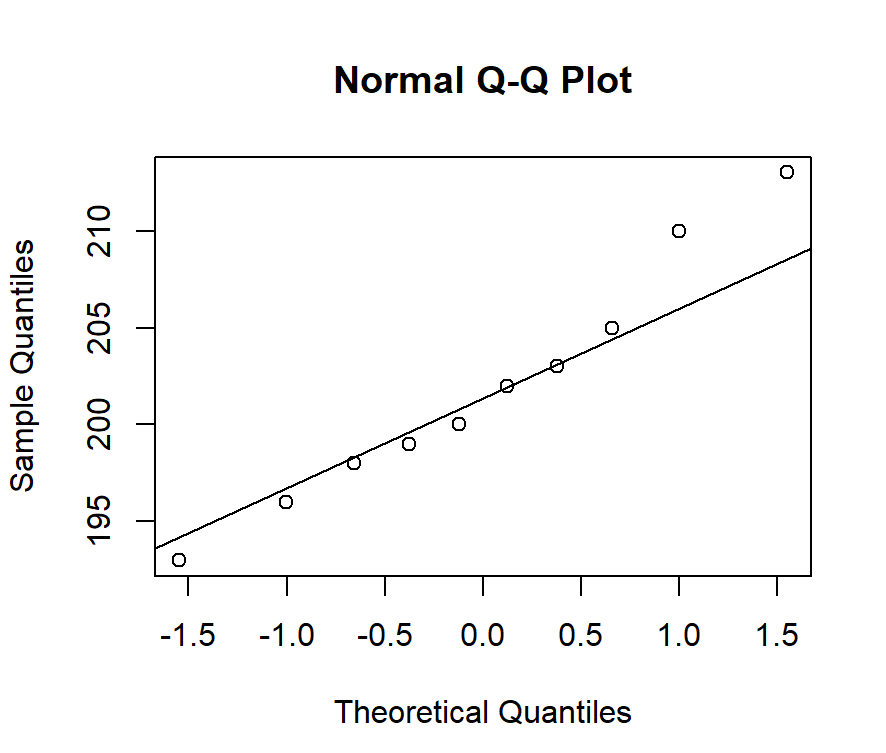 Normal Q-Q Plot
Sample Quantiles
210
205
200
195
-1.5 -1.0 -0.5 0.0 0.5 1.0 1.5
Theoretical Quantiles